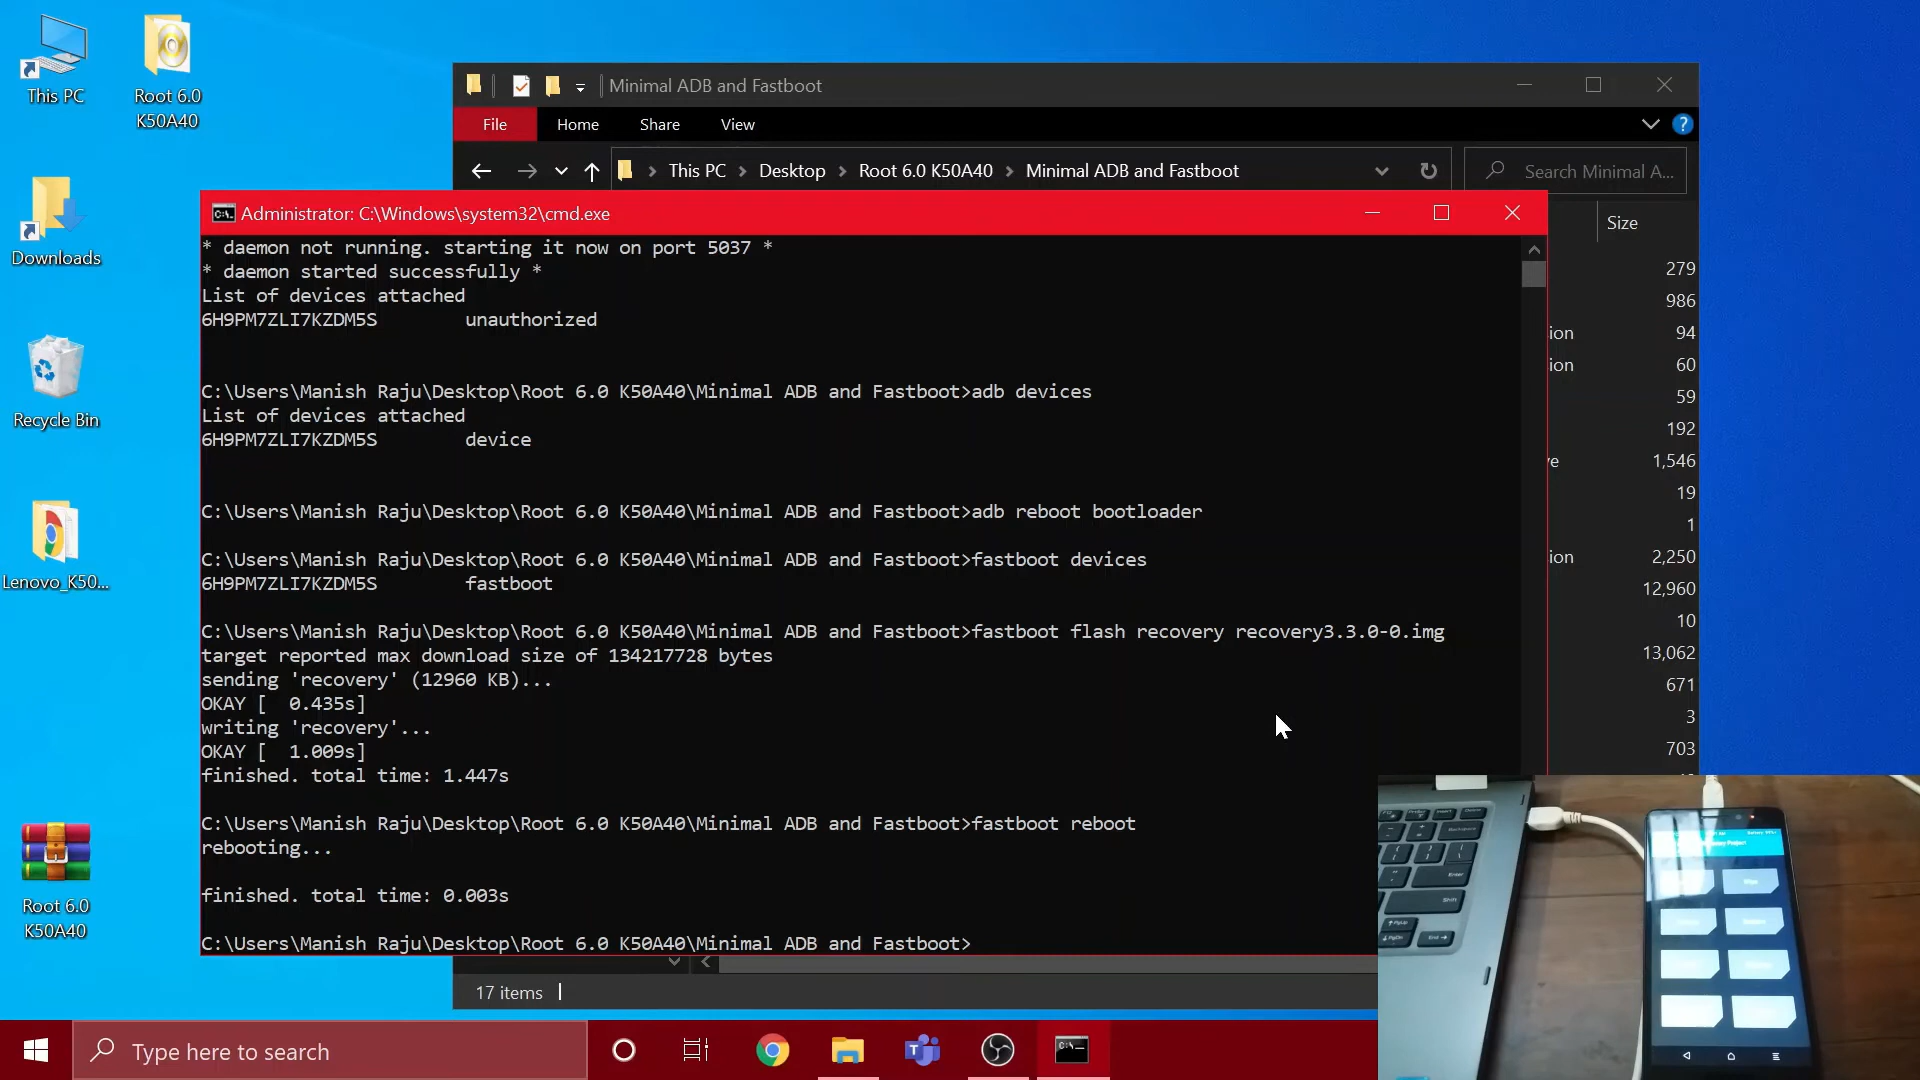 This PC
Root 6.0
K50A40
Downloads
Recycle Bin
Lenovo_K50...
Root 6.0
K50A40
Minimal ADB and Fastboot
File Home Share View
This PC > Desktop > Root 6.0 K50A40 > Minimal ADB and Fastboot
Search Minimal A...
Administrator: C:\Windows\system32\cmd.exe
* daemon not running. starting it now on port 5037 *
* daemon started successfully *
List of devices attached
6H9PM7ZLI7KZDM5S unauthorized
C:\Users\Manish Raju\Desktop\Root 6.0 K50A40\Minimal ADB and Fastboot>adb devices
List of devices attached
6H9PM7ZLI7KZDM5S device
C:\Users\Manish Raju\Desktop\Root 6.0 K50A40\Minimal ADB and Fastboot>adb reboot bootloader
C:\Users\Manish Raju\Desktop\Root 6.0 K50A40\Minimal ADB and Fastboot>fastboot devices
6H9PM7ZLI7KZDM5S fastboot
C:\Users\Manish Raju\Desktop\Root 6.0 K50A40\Minimal ADB and Fastboot>fastboot flash recovery recovery3.3.0-0.img
target reported max download size of 134217728 bytes
sending 'recovery' (12960 KB)...
OKAY [  0.435s]
writing 'recovery'...
OKAY [  1.009s]
finished. total time: 1.447s
C:\Users\Manish Raju\Desktop\Root 6.0 K50A40\Minimal ADB and Fastboot>fastboot reboot
rebooting...
finished. total time: 0.003s
C:\Users\Manish Raju\Desktop\Root 6.0 K50A40\Minimal ADB and Fastboot>
Size
279
986
ion 94
ion 60
59
192
ve 1,546
19
1
ion 2,250
12,960
10
13,062
671
3
703
17 items
Type here to search